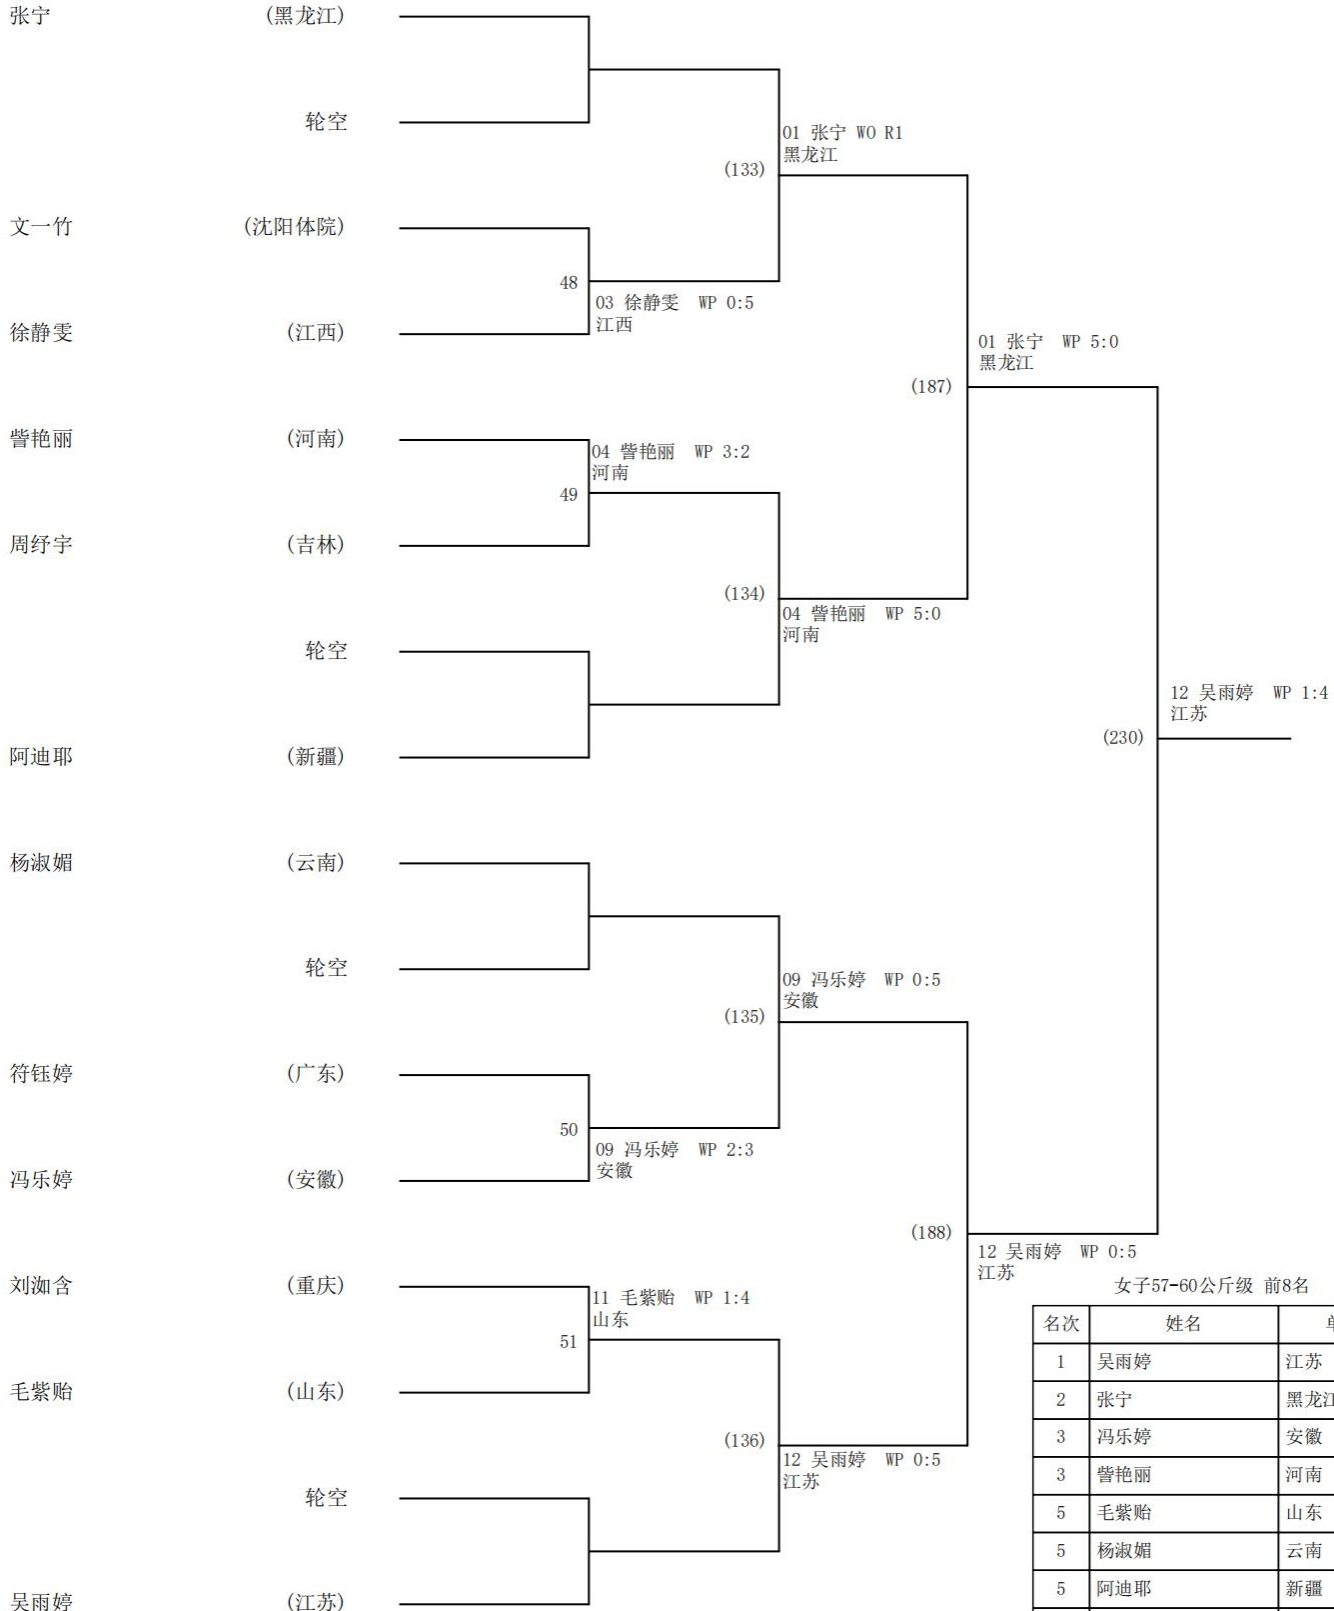 张宁 (黑龙江)
轮空
01 张宁 WO R1
黑龙江
(133)
文一竹 (沈阳体院)
48
03 徐静雯 WP 0:5
江西
徐静雯 (江西)
01 张宁 WP 5:0
黑龙江
(187)
訾艳丽 (河南)
04 訾艳丽 WP 3:2
河南
49
周纾宇 (吉林)
(134)
04 訾艳丽 WP 5:0
河南
轮空
12 吴雨婷 WP 1:4
江苏
(230)
阿迪耶 (新疆)
杨淑媚 (云南)
轮空
09 冯乐婷 WP 0:5
安徽
(135)
符钰婷 (广东)
50
09 冯乐婷 WP 2:3
安徽
冯乐婷 (安徽)
(188)
12 吴雨婷 WP 0:5
江苏
刘洳含 (重庆)
11 毛紫贻 WP 1:4
山东
51
毛紫贻 (山东)
(136)
12 吴雨婷 WP 0:5
江苏
轮空
吴雨婷 (江苏)
女子57-60公斤级 前8名
名次 姓名
1 吴雨婷 江苏
2 张宁 黑龙江
3 冯乐婷 安徽
3 訾艳丽 河南
5 毛紫贻 山东
5 杨淑媚 云南
5 阿迪耶 新疆